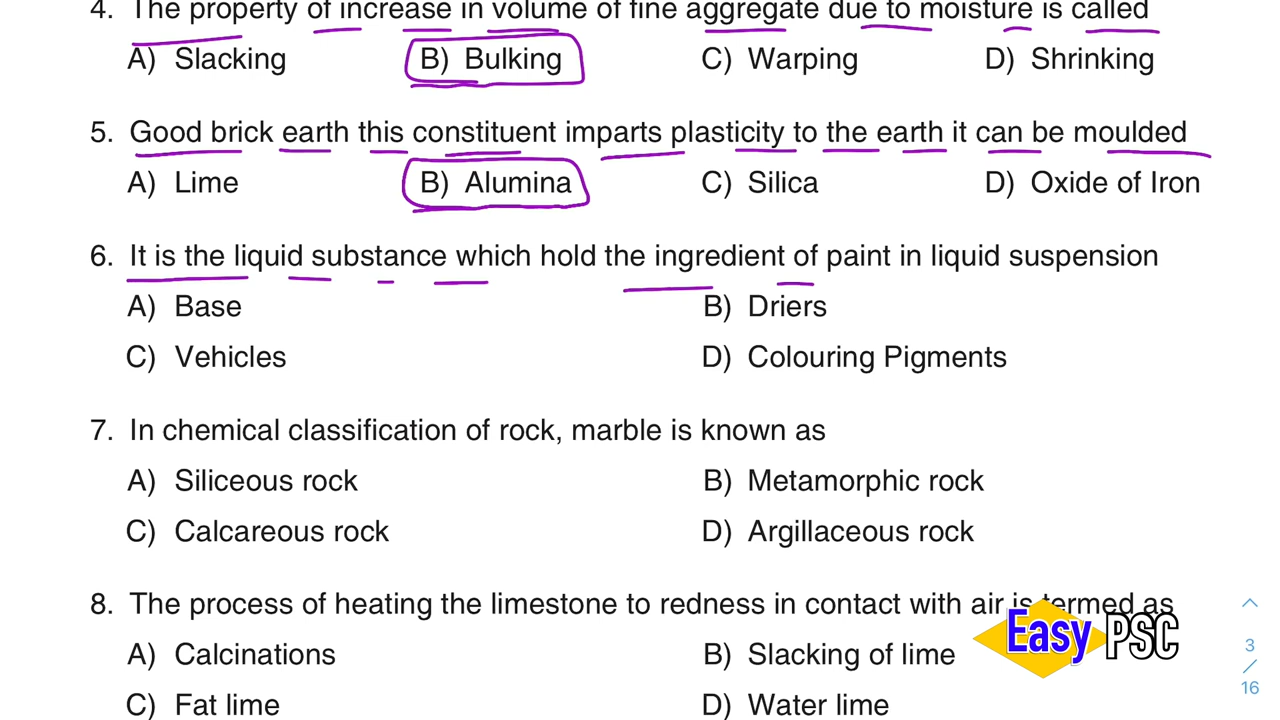 4. The property of increase in volume of fine aggregate due to moisture is called
A) Slacking B) Bulking C) Warping D) Shrinking
5. Good brick earth this constituent imparts plasticity to the earth it can be moulded
A) Lime B) Alumina C) Silica D) Oxide of Iron
6. It is the liquid substance which hold the ingredient of paint in liquid suspension
A) Base B) Driers
C) Vehicles D) Colouring Pigments
7. In chemical classification of rock, marble is known as
A) Siliceous rock B) Metamorphic rock
C) Calcareous rock D) Argillaceous rock
8. The process of heating the limestone to redness in contact with air is termed as
A) Calcinations B) Slacking of lime
C) Fat lime D) Water lime
Easy PSC
3
/
16